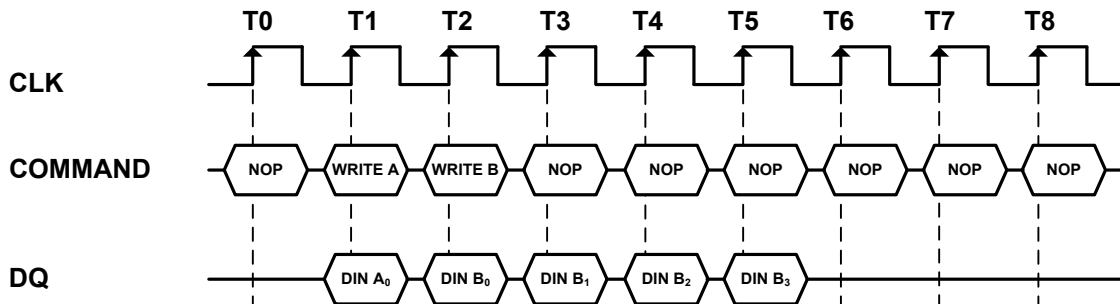 T0 T1 T2 T3 T4 T5 T6 T7 T8
CLK
COMMAND NOP WRITE A WRITE B NOP NOP NOP NOP NOP NOP
DQ DIN A₀ DIN B₀ DIN B₁ DIN B₂ DIN B₃